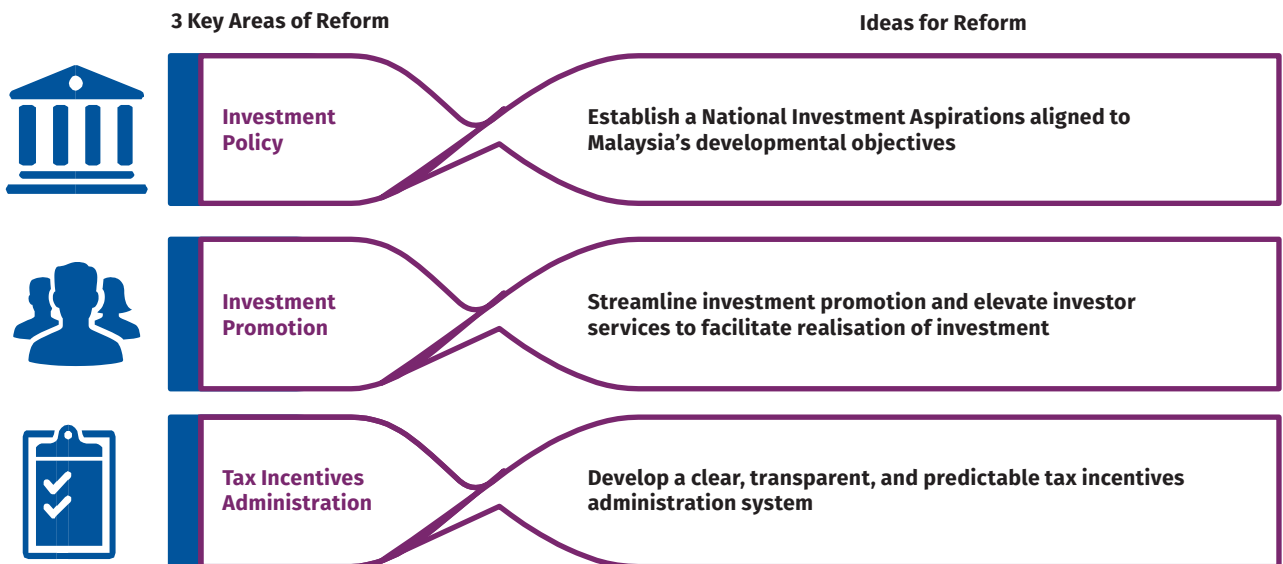 3 Key Areas of Reform
Ideas for Reform
Investment
Policy
Establish a National Investment Aspirations aligned to
Malaysia’s developmental objectives
Investment
Promotion
Streamline investment promotion and elevate investor
services to facilitate realisation of investment
Tax Incentives
Administration
Develop a clear, transparent, and predictable tax incentives
administration system